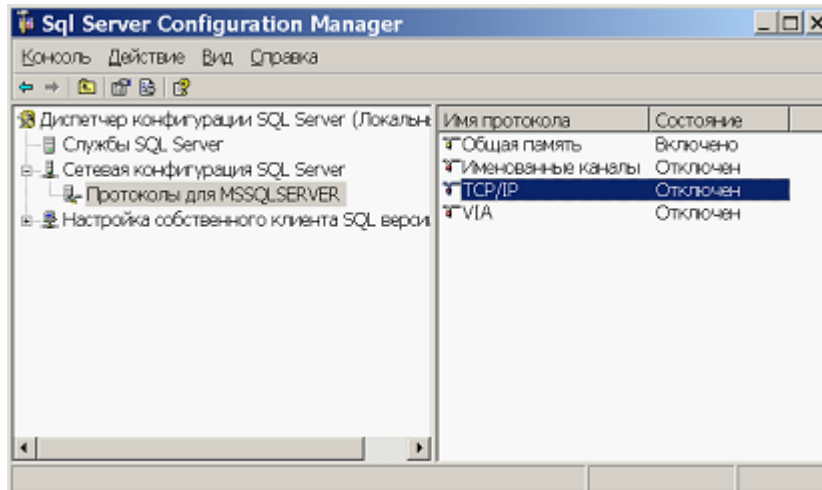 Sql Server Configuration Manager
Консоль Действие Вид Справка
Диспетчер конфигурации SQL Server (Локальн
Службы SQL Server
Сетевая конфигурация SQL Server
Протоколы для MSSQLSERVER
Настройка собственного клиента SQL верси
Имя протокола Состояние
Общая память Включено
Именованные каналы Отключен
TCP/IP Отключен
VIA Отключен